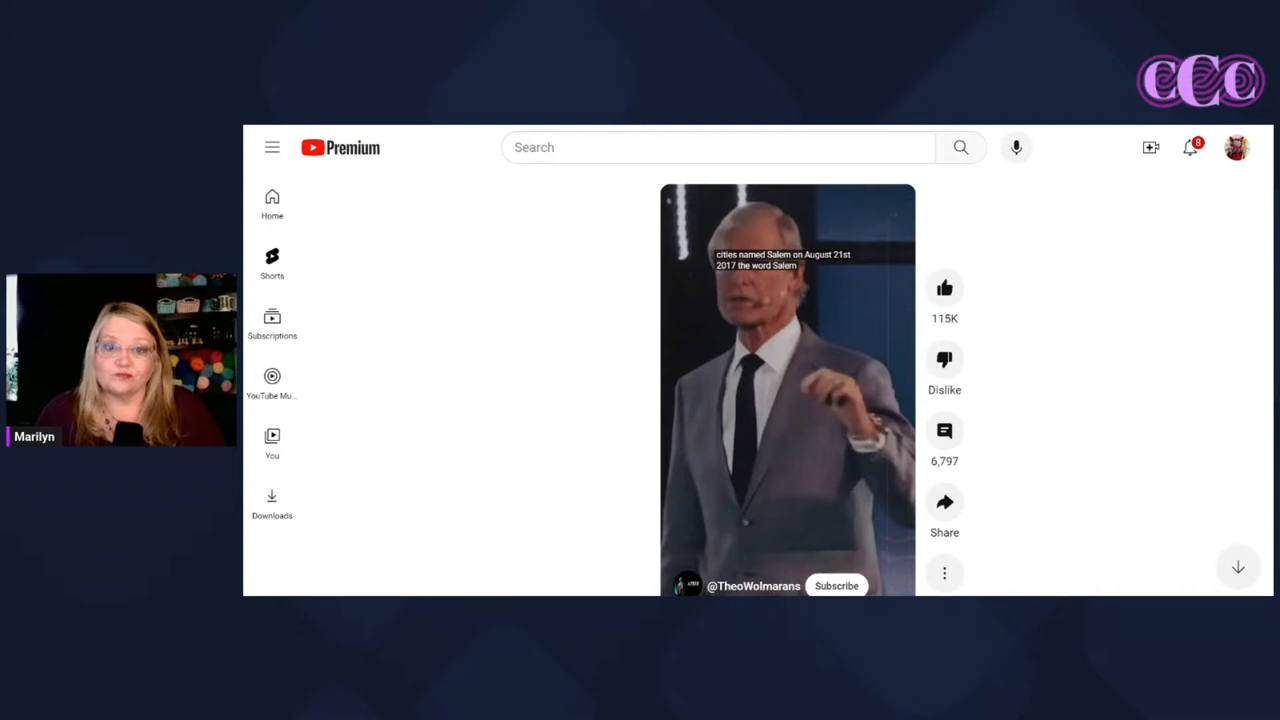 CCC
Premium
Search
8
Home
Shorts
Subscriptions
YouTube Mu...
You
Downloads
cities named Salem on August 21st
2017 the word Salem
115K
Dislike
6,797
Share
@TheoWolmarans
Subscribe
Marilyn